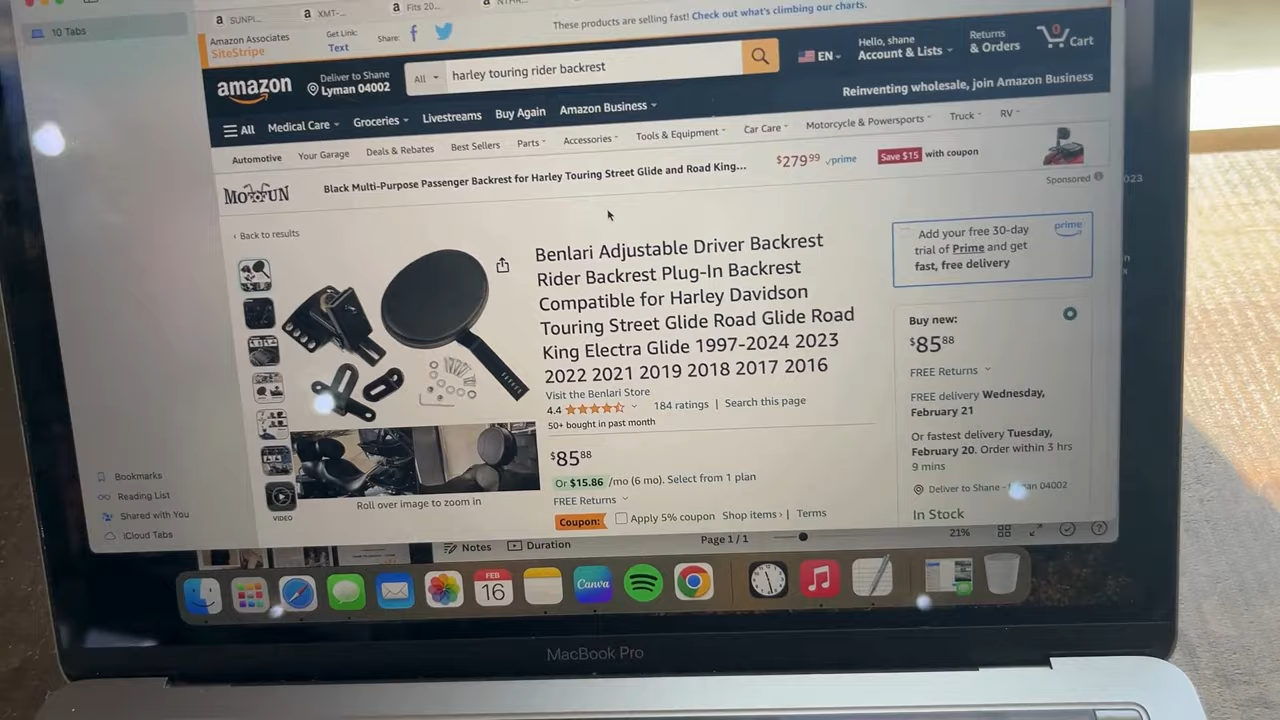 10 Tabs
a SUNPI...
a XMT-...
a Fits 20...
a
These products are selling fast! Check out what's climbing our charts.
Amazon Associates
SiteStripe
Get Link:
Text
Share:
amazon
Deliver to Shane
Lyman 04002
All
harley touring rider backrest
EN
Hello, shane
Account & Lists
Returns
& Orders
0
Cart
All
Medical Care
Groceries
Livestreams
Buy Again
Amazon Business
Reinventing wholesale, join Amazon Business
Automotive
Your Garage
Deals & Rebates
Best Sellers
Parts
Accessories
Tools & Equipment
Car Care
Motorcycle & Powersports
Truck
RV
MOTOFUN
Black Multi-Purpose Passenger Backrest for Harley Touring Street Glide and Road King...
$279.99 prime
Save $15 with coupon
Sponsored
‹ Back to results
Benlari Adjustable Driver Backrest
Rider Backrest Plug-In Backrest
Compatible for Harley Davidson
Touring Street Glide Road Glide Road
King Electra Glide 1997-2024 2023
2022 2021 2019 2018 2017 2016
Visit the Benlari Store
4.4
184 ratings | Search this page
50+ bought in past month
$85.88
Or $15.86 /mo (6 mo). Select from 1 plan
FREE Returns
Coupon:
Apply 5% coupon Shop items › | Terms
VIDEO
Roll over image to zoom in
Add your free 30-day
trial of Prime and get
fast, free delivery
prime
Buy new:
$85.88
FREE Returns
FREE delivery Wednesday,
February 21
Or fastest delivery Tuesday,
February 20. Order within 3 hrs
9 mins
Deliver to Shane - 04002
In Stock
Bookmarks
Reading List
Shared with You
iCloud Tabs
Notes
Duration
Page 1 / 1
21%
FEB
16
Canva
MacBook Pro